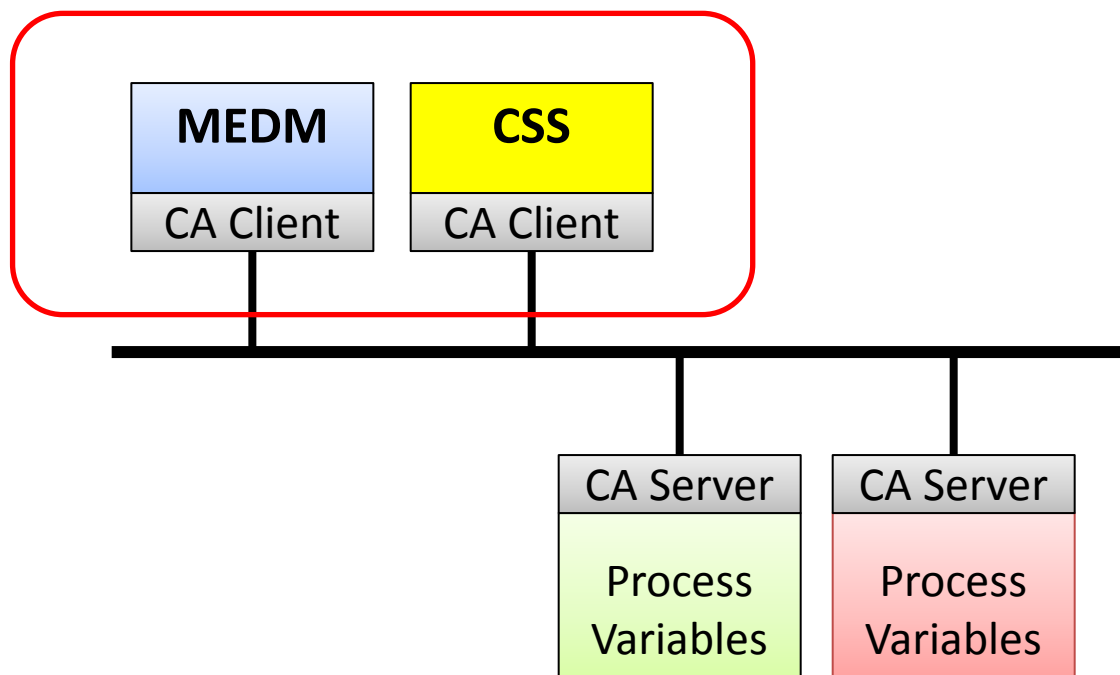 MEDM
CSS
CA Client
CA Client
CA Server
CA Server
Process
Variables
Process
Variables